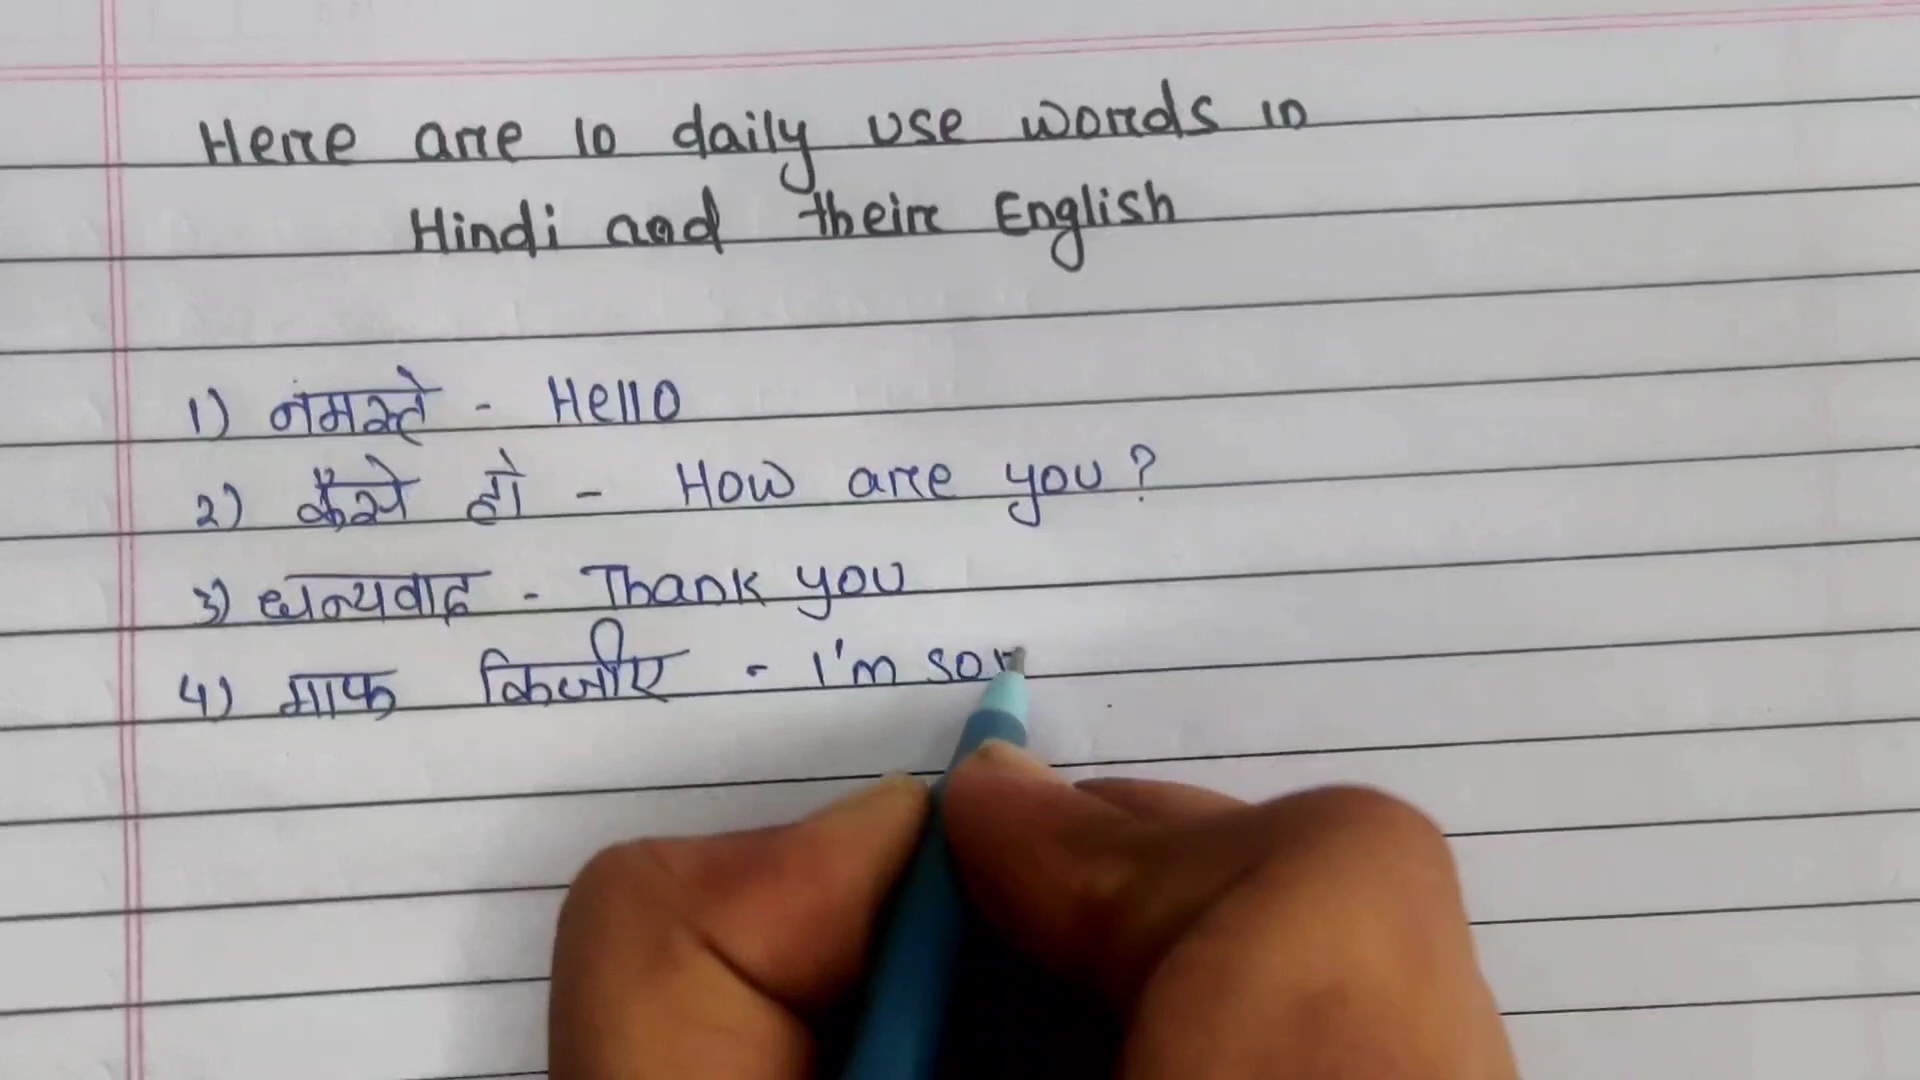 Here are 10 daily use words in
Hindi and their English
1) नमस्ते - Hello
2) कैसे हो - How are you?
3) धन्यवाद - Thank you
4) माफ किजीए - I'm sor